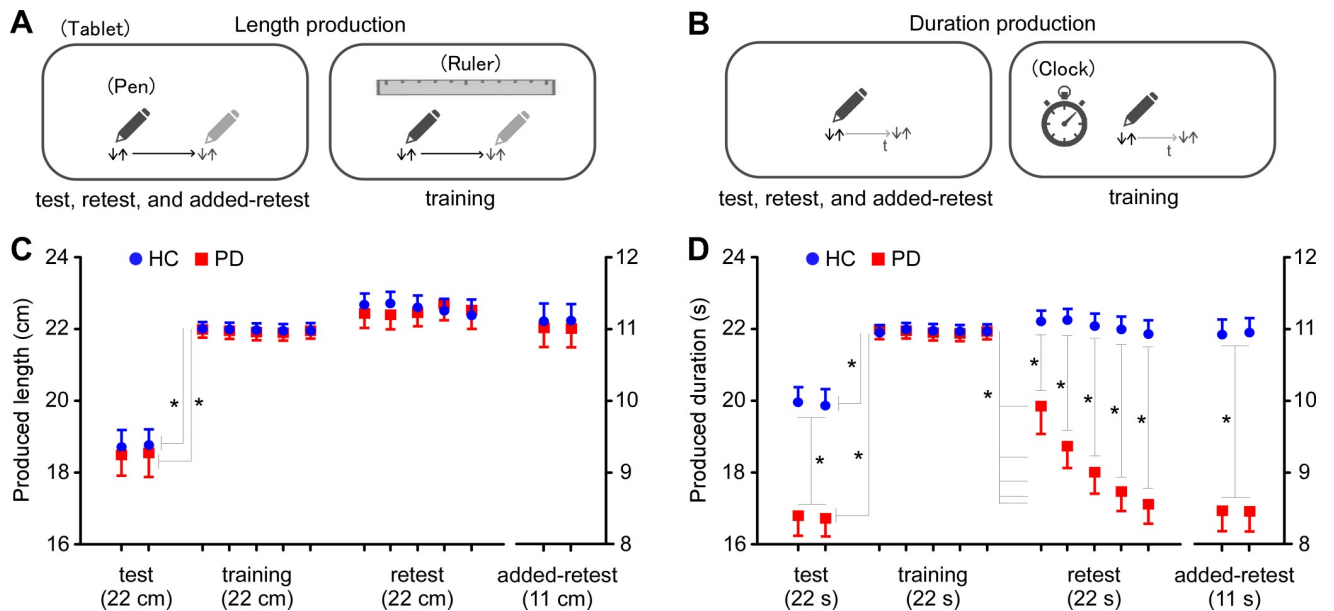 A
(Tablet)
Length production
(Pen)
(Ruler)
test, retest, and added-retest
training
B
Duration production
(Clock)
t
t
test, retest, and added-retest
training
C
HC
PD
Produced length (cm)
24
22
20
18
16
12
11
10
9
8
*
*
test
(22 cm)
training
(22 cm)
retest
(22 cm)
added-retest
(11 cm)
D
HC
PD
Produced duration (s)
24
22
20
18
16
12
11
10
9
8
*
*
*
*
*
*
*
*
*
*
test
(22 s)
training
(22 s)
retest
(22 s)
added-retest
(11 s)